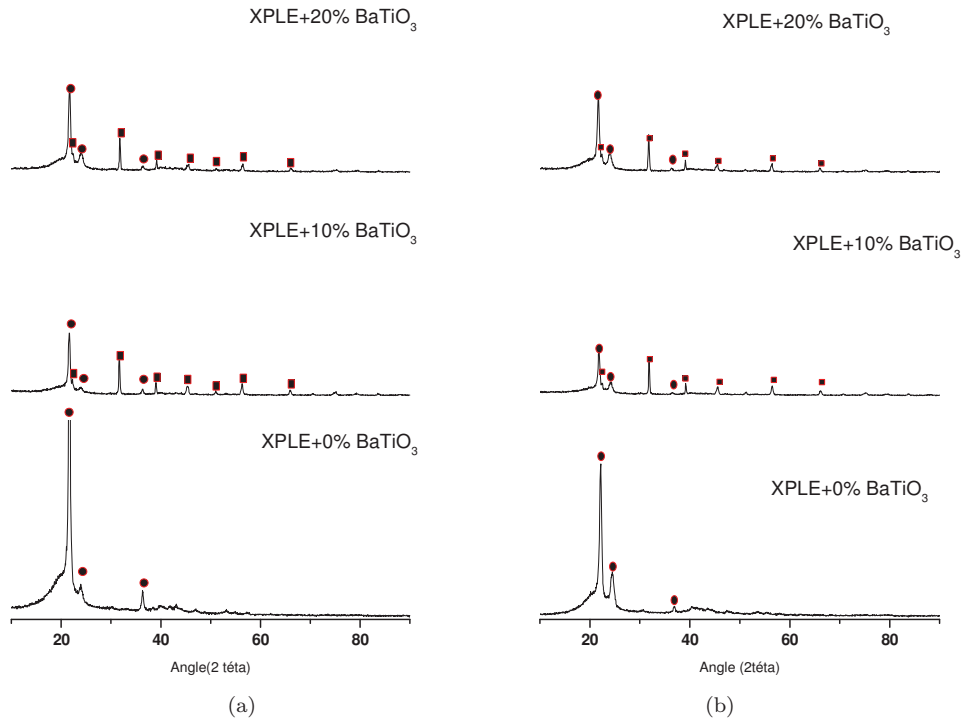 XPLE+20% BaTiO3
XPLE+10% BaTiO3
XPLE+0% BaTiO3
20 40 60 80
Angle(2 téta)
(a)
XPLE+20% BaTiO3
XPLE+10% BaTiO3
XPLE+0% BaTiO3
20 40 60 80
Angle (2téta)
(b)